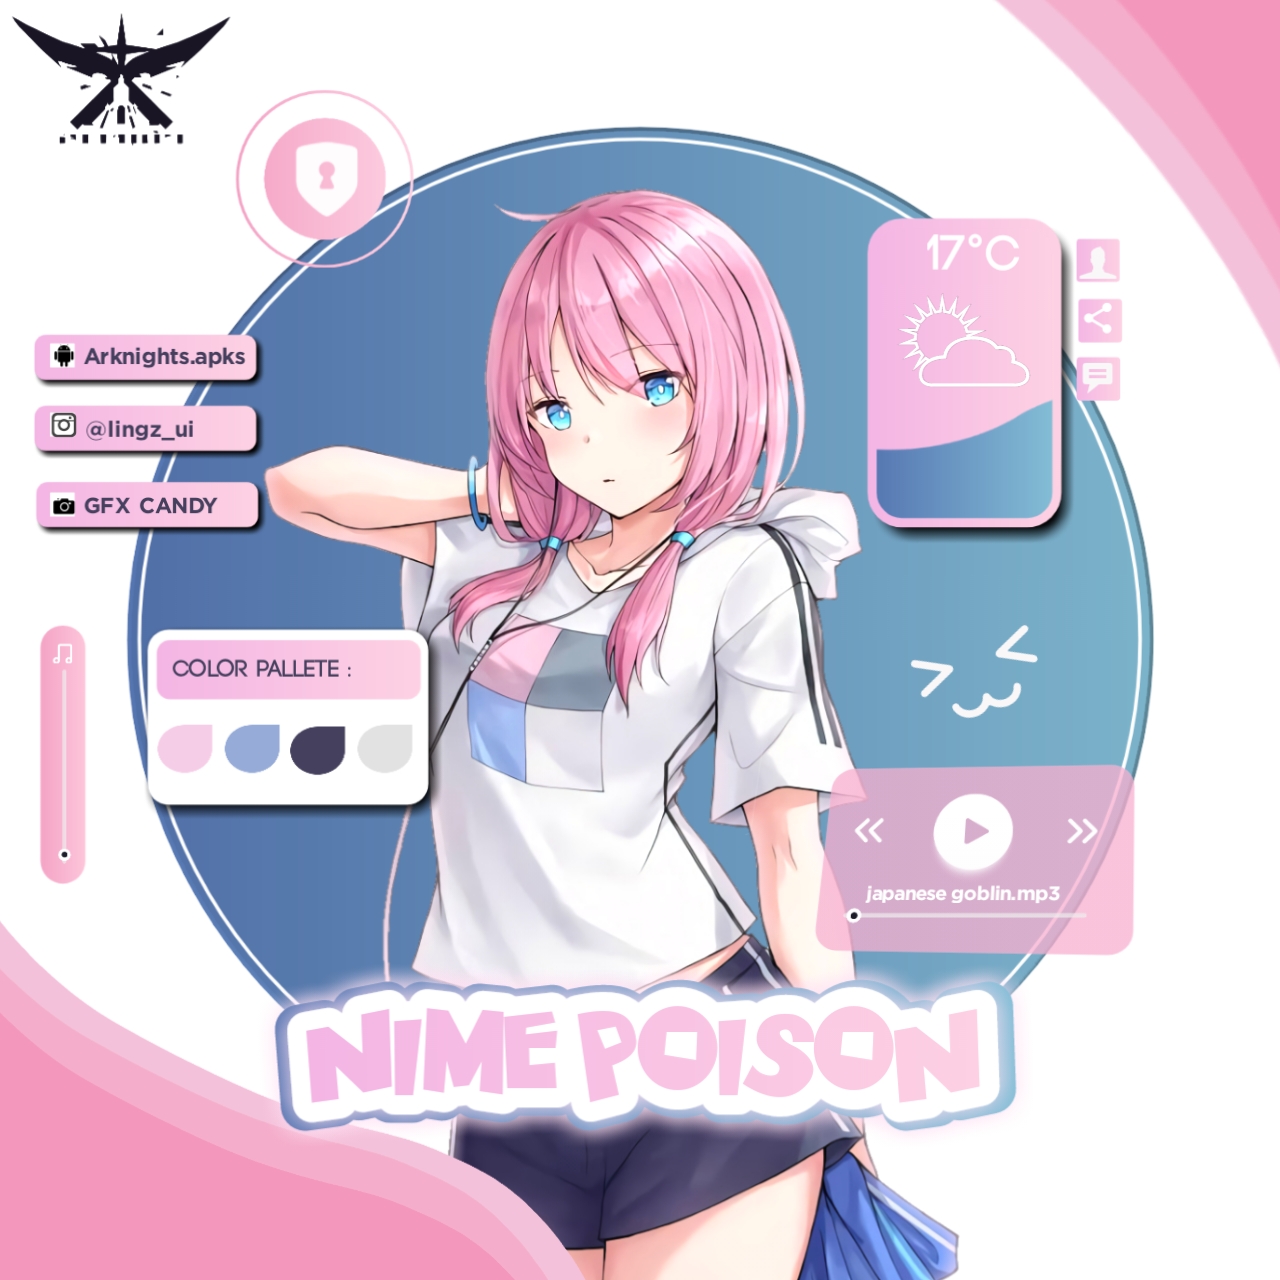 17°C
Arknights.apks
@lingz_ui
GFX CANDY
COLOR PALLETE :
japanese goblin.mp3
NIME POISON